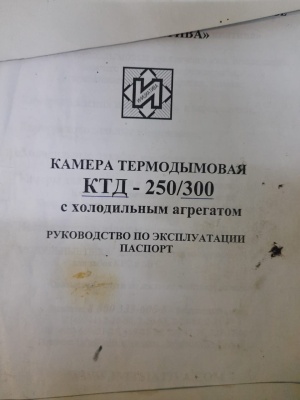 КАМЕРА ТЕРМОДЫМОВАЯ
КТД - 250/300
с холодильным агрегатом
РУКОВОДСТВО ПО ЭКСПЛУАТАЦИИ
ПАСПОРТ